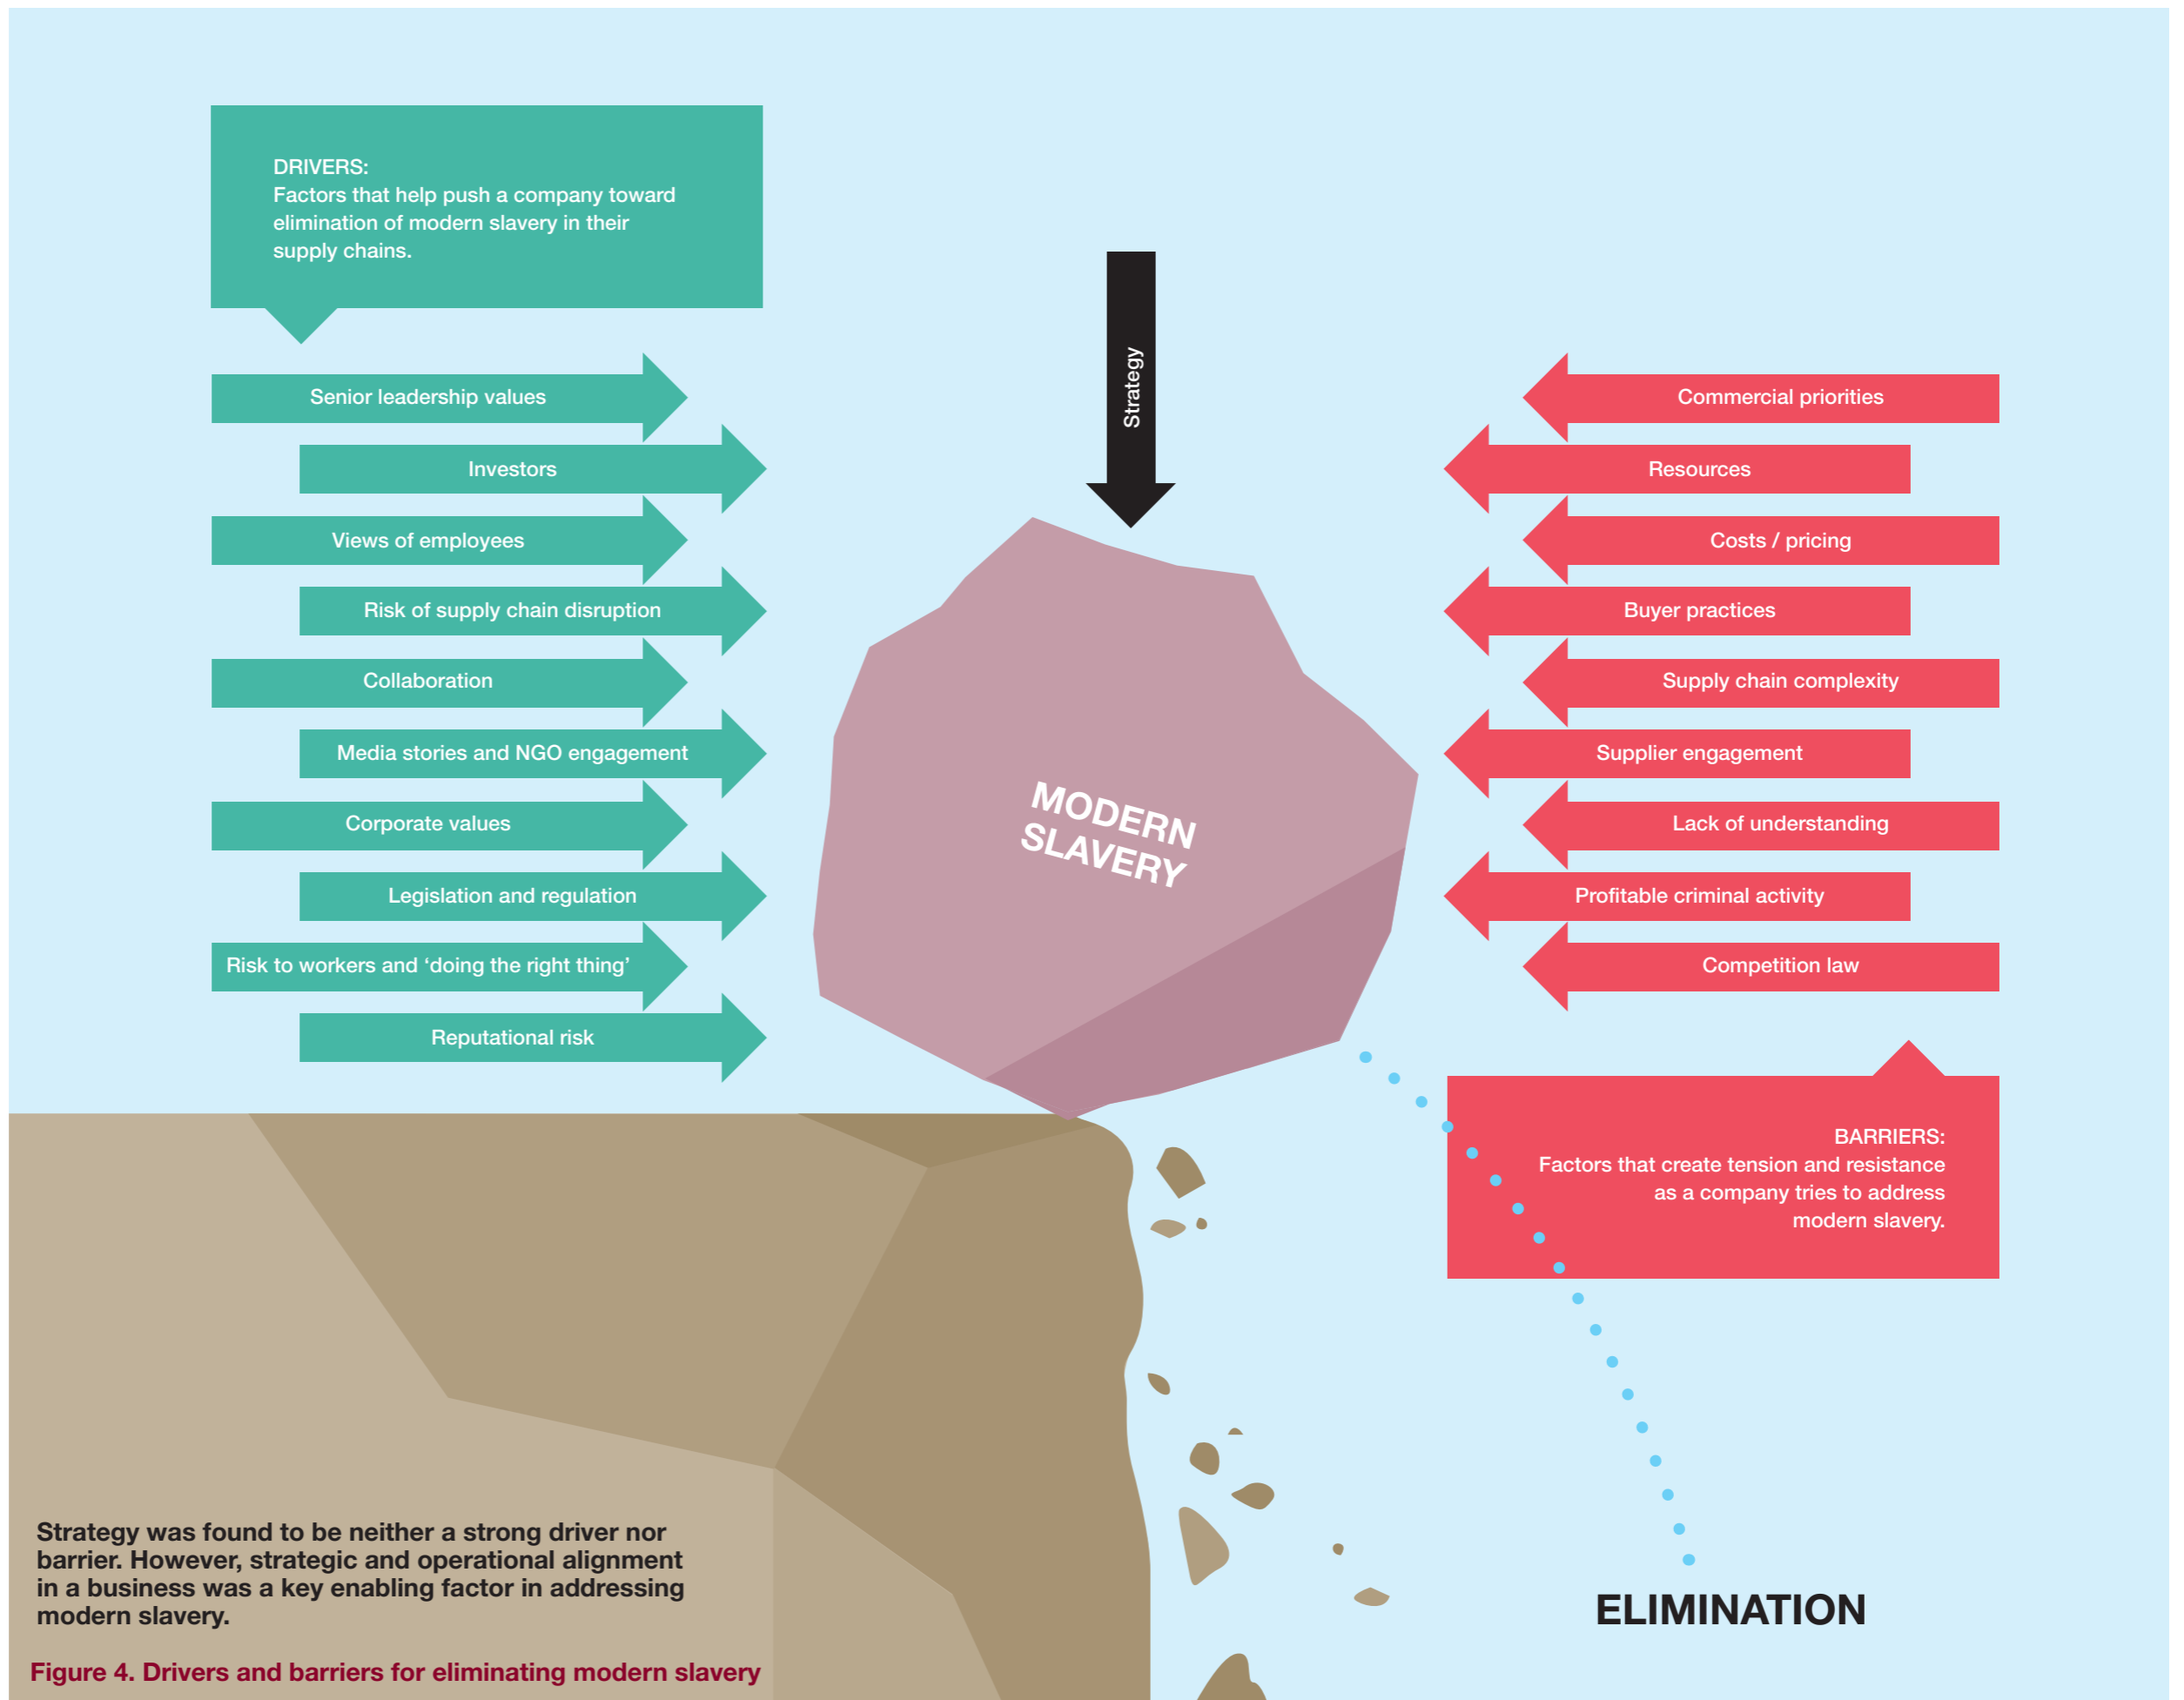 DRIVERS:
Factors that help push a company toward
elimination of modern slavery in their
supply chains.
Senior leadership values
Investors
Views of employees
Risk of supply chain disruption
Collaboration
Media stories and NGO engagement
Corporate values
Legislation and regulation
Risk to workers and ‘doing the right thing’
Reputational risk
Strategy
MODERN
SLAVERY
Commercial priorities
Resources
Costs / pricing
Buyer practices
Supply chain complexity
Supplier engagement
Lack of understanding
Profitable criminal activity
Competition law
BARRIERS:
Factors that create tension and resistance
as a company tries to address
modern slavery.
ELIMINATION
Strategy was found to be neither a strong driver nor
barrier. However, strategic and operational alignment
in a business was a key enabling factor in addressing
modern slavery.
Figure 4. Drivers and barriers for eliminating modern slavery